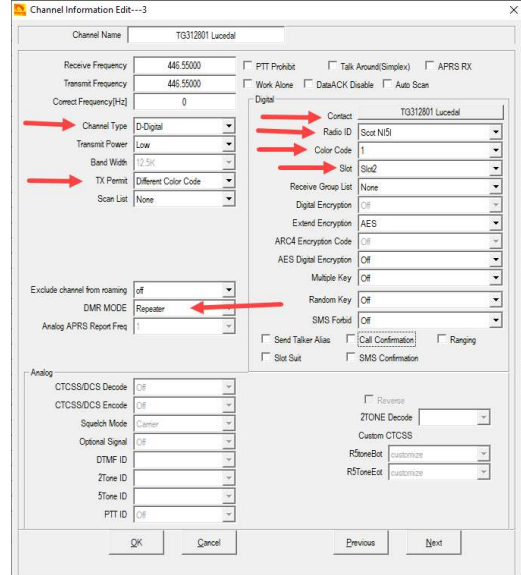 Channel Information Edit---3
Channel Name TG312801 Lucedal
Receive Frequency 446.55000 PTT Prohibit Talk Around(Simplex) APRS RX
Transmit Frequency 446.55000 Work Alone DataACK Disable Auto Scan
Correct Frequency[Hz] 0
Digital
Contact TG312801 Lucedal
Channel Type D-Digital Radio ID Scot NI5I
Transmit Power Low Color Code 1
Band Width 12.5K Slot Slot2
TX Permit Different Color Code Receive Group List None
Scan List None Digital Encryption Off
Extend Encryption AES
ARC4 Encryption Code Off
AES Digital Encryption Off
Multiple Key Off
Exclude channel from roaming off Random Key Off
DMR MODE Repeater
Analog APRS Report Freq 1 SMS Forbid Off
Send Talker Alias Call Confirmation Ranging
Slot Suit SMS Confirmation
Analog
CTCSS/DCS Decode Off
CTCSS/DCS Encode Off Reverse
Squelch Mode Carrier 2TONE Decode
Optional Signal Off Custom CTCSS
DTMF ID R5toneBot customize
2Tone ID R5ToneEot customize
5Tone ID
PTT ID Off
OK Cancel Previous Next